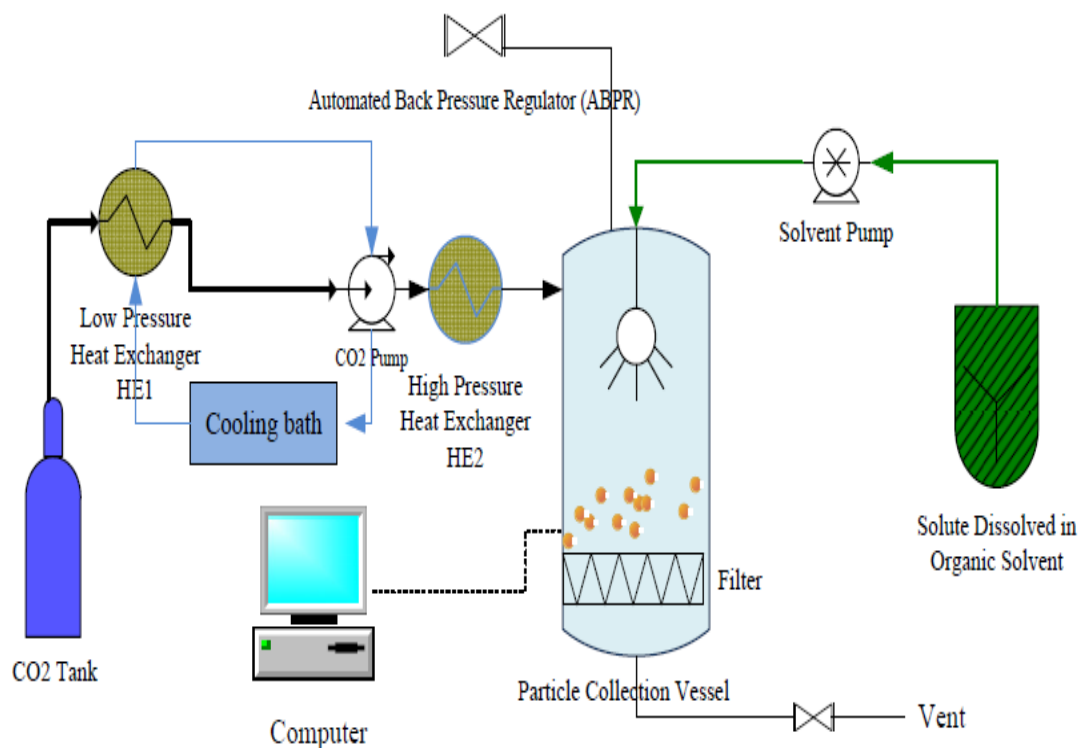 Automated Back Pressure Regulator (ABPR)
Solvent Pump
Low Pressure
Heat Exchanger
HE1
CO2 Pump
High Pressure
Heat Exchanger
HE2
Cooling bath
Solute Dissolved in
Organic Solvent
Filter
CO2 Tank
Particle Collection Vessel
Computer
Vent